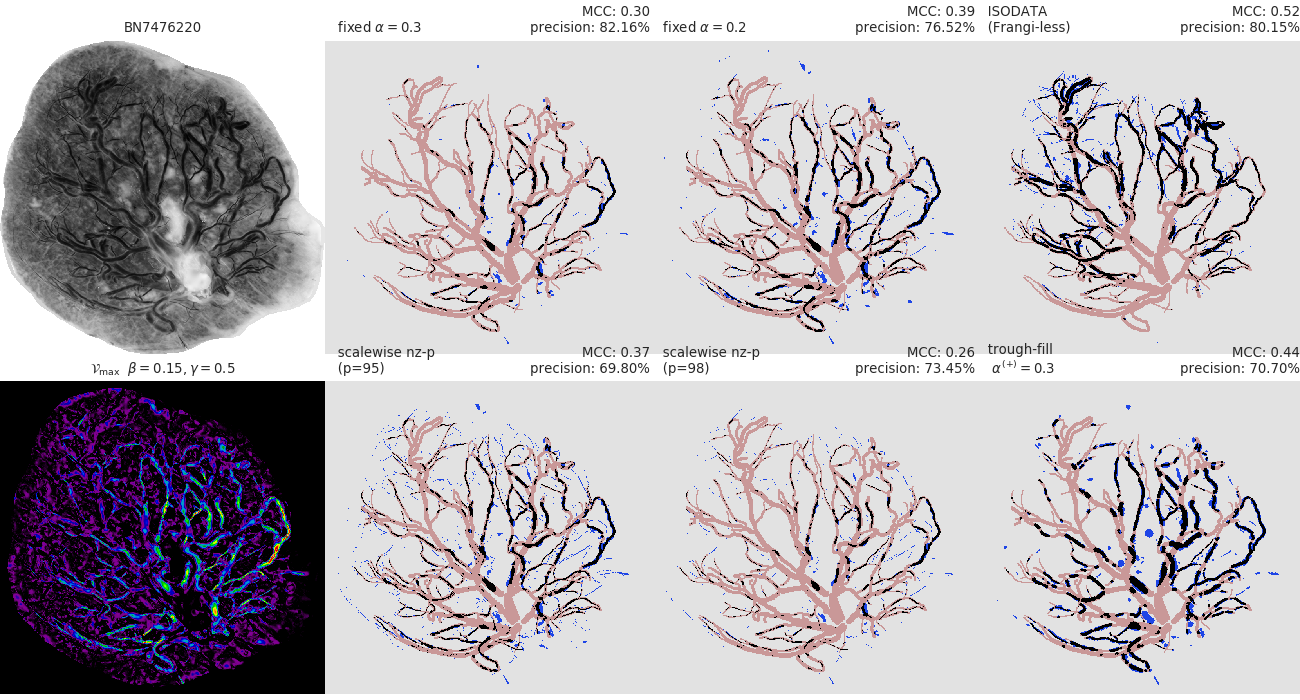 BN7476220
fixed α = 0.3
MCC: 0.30
precision: 82.16%
fixed α = 0.2
MCC: 0.39
precision: 76.52%
ISODATA
(Frangi-less)
MCC: 0.52
precision: 80.15%
𝒱max β = 0.15, γ = 0.5
scalewise nz-p
(p=95)
MCC: 0.37
precision: 69.80%
scalewise nz-p
(p=98)
MCC: 0.26
precision: 73.45%
trough-fill
α(+) = 0.3
MCC: 0.44
precision: 70.70%